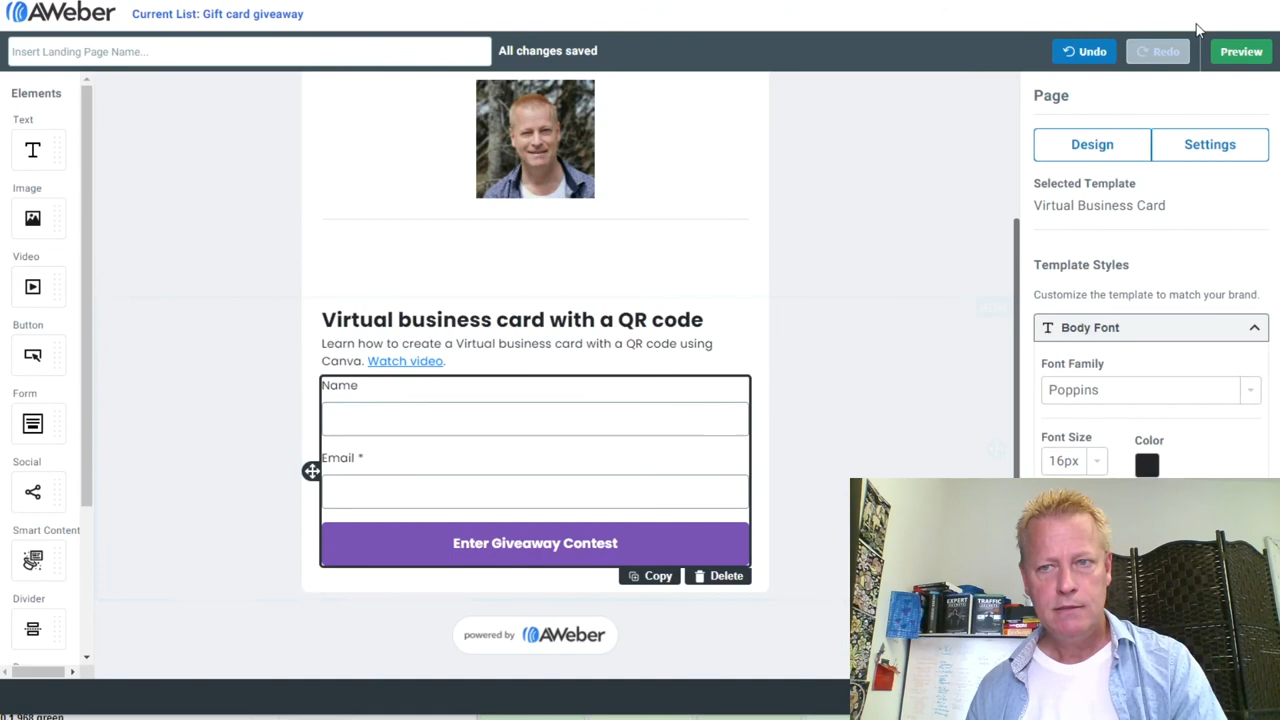 AWeber
Current List: Gift card giveaway
Insert Landing Page Name...
All changes saved
Undo
Redo
Preview
Elements
Text
T
Image
Video
Button
Form
Social
Smart Content
Divider
Virtual business card with a QR code
Learn how to create a Virtual business card with a QR code using
Canva. Watch video.
Name
Email *
Enter Giveaway Contest
Copy
Delete
powered by AWeber
Page
Design
Settings
Selected Template
Virtual Business Card
Template Styles
Customize the template to match your brand.
T Body Font
Font Family
Poppins
Font Size
Color
16px
EXPERT
TRAFFIC